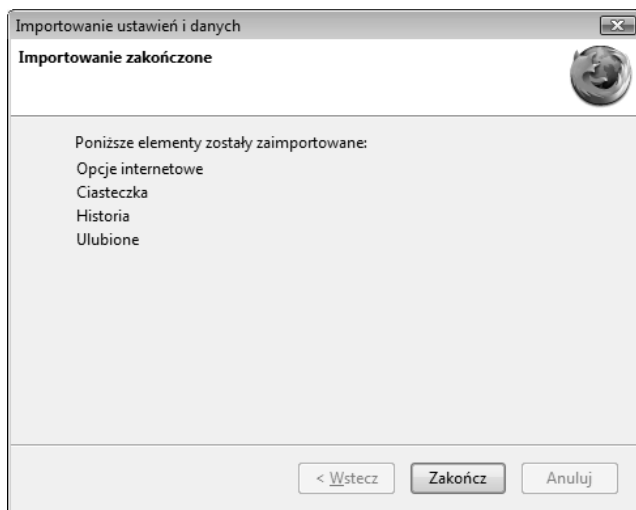 Importowanie ustawień i danych
Importowanie zakończone
Poniższe elementy zostały zaimportowane:
Opcje internetowe
Ciasteczka
Historia
Ulubione
< Wstecz
Zakończ
Anuluj